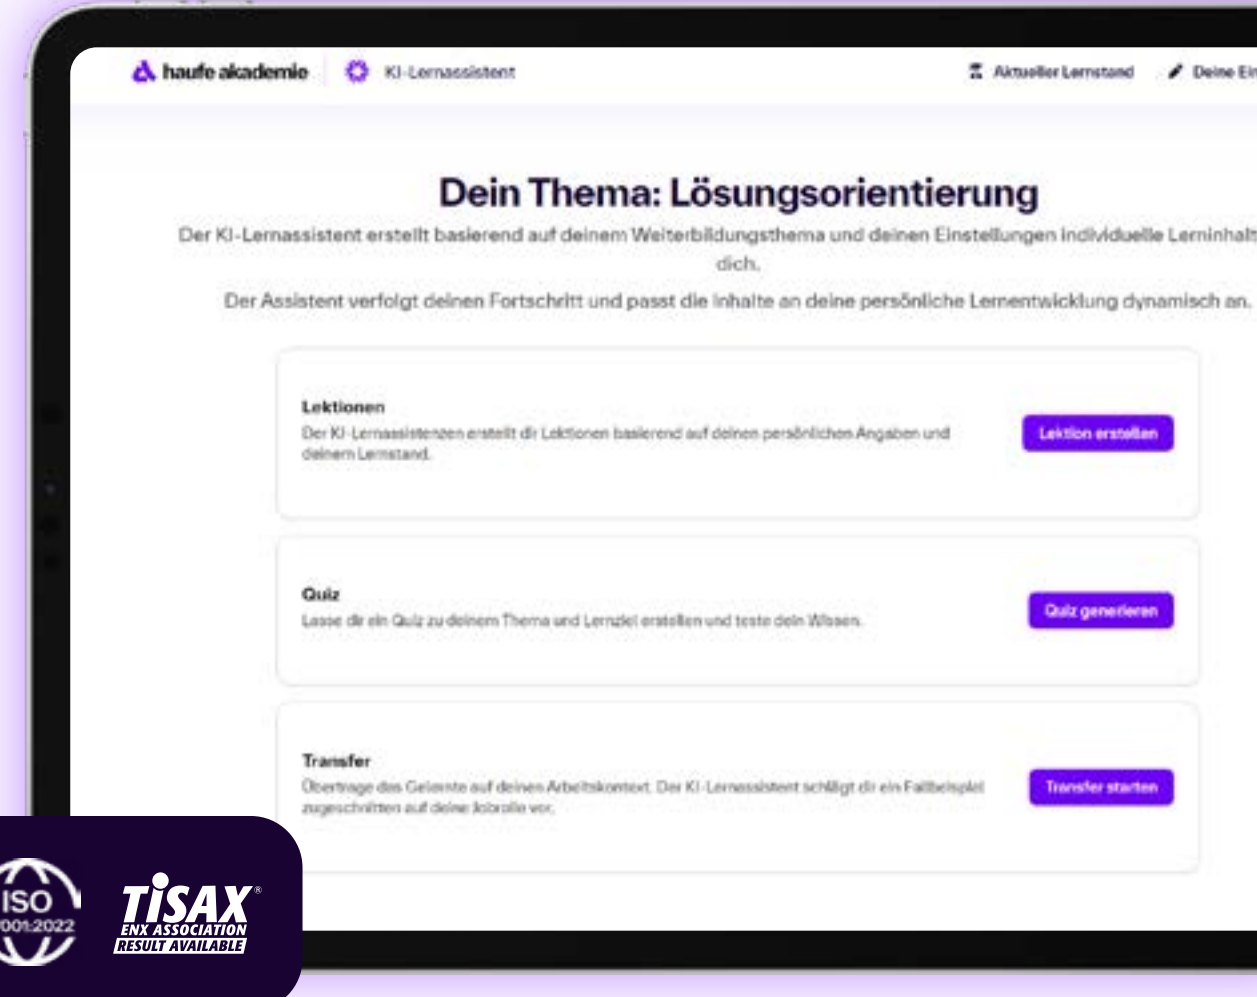 haufe akademie
KI-Lernassistent
Aktueller Lernstand
Deine Ein
Dein Thema: Lösungsorientierung
Der KI-Lernassistent erstellt basierend auf deinem Weiterbildungsthema und deinen Einstellungen individuelle Lerninhalt
dich.
Der Assistent verfolgt deinen Fortschritt und passt die Inhalte an deine persönliche Lernentwicklung dynamisch an.
Lektionen
Der KI-Lernassistenzen erstellt dir Lektionen basierend auf deinen persönlichen Angaben und
deinem Lernstand.
Lektion erstellen
Quiz
Lasse dir ein Quiz zu deinem Thema und Lernziel erstellen und teste dein Wissen.
Quiz generieren
Transfer
Übertrage das Gelernte auf deinen Arbeitskontext. Der KI-Lernassistent schlägt dir ein Fallbeispiel
zugeschnitten auf deine Jobrolle vor.
Transfer starten
ISO
001:2022
TISAX®
ENX ASSOCIATION
RESULT AVAILABLE